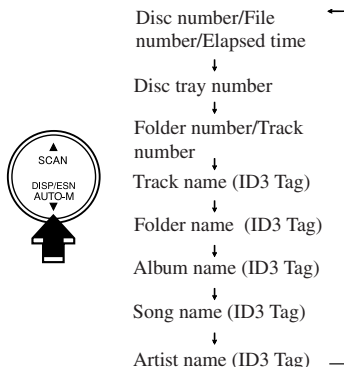 Disc number/File
number/Elapsed time
Disc tray number
Folder number/Track
number
SCAN
DISP/ESN
AUTO-M
Track name (ID3 Tag)
Folder name (ID3 Tag)
Album name (ID3 Tag)
Song name (ID3 Tag)
Artist name (ID3 Tag)